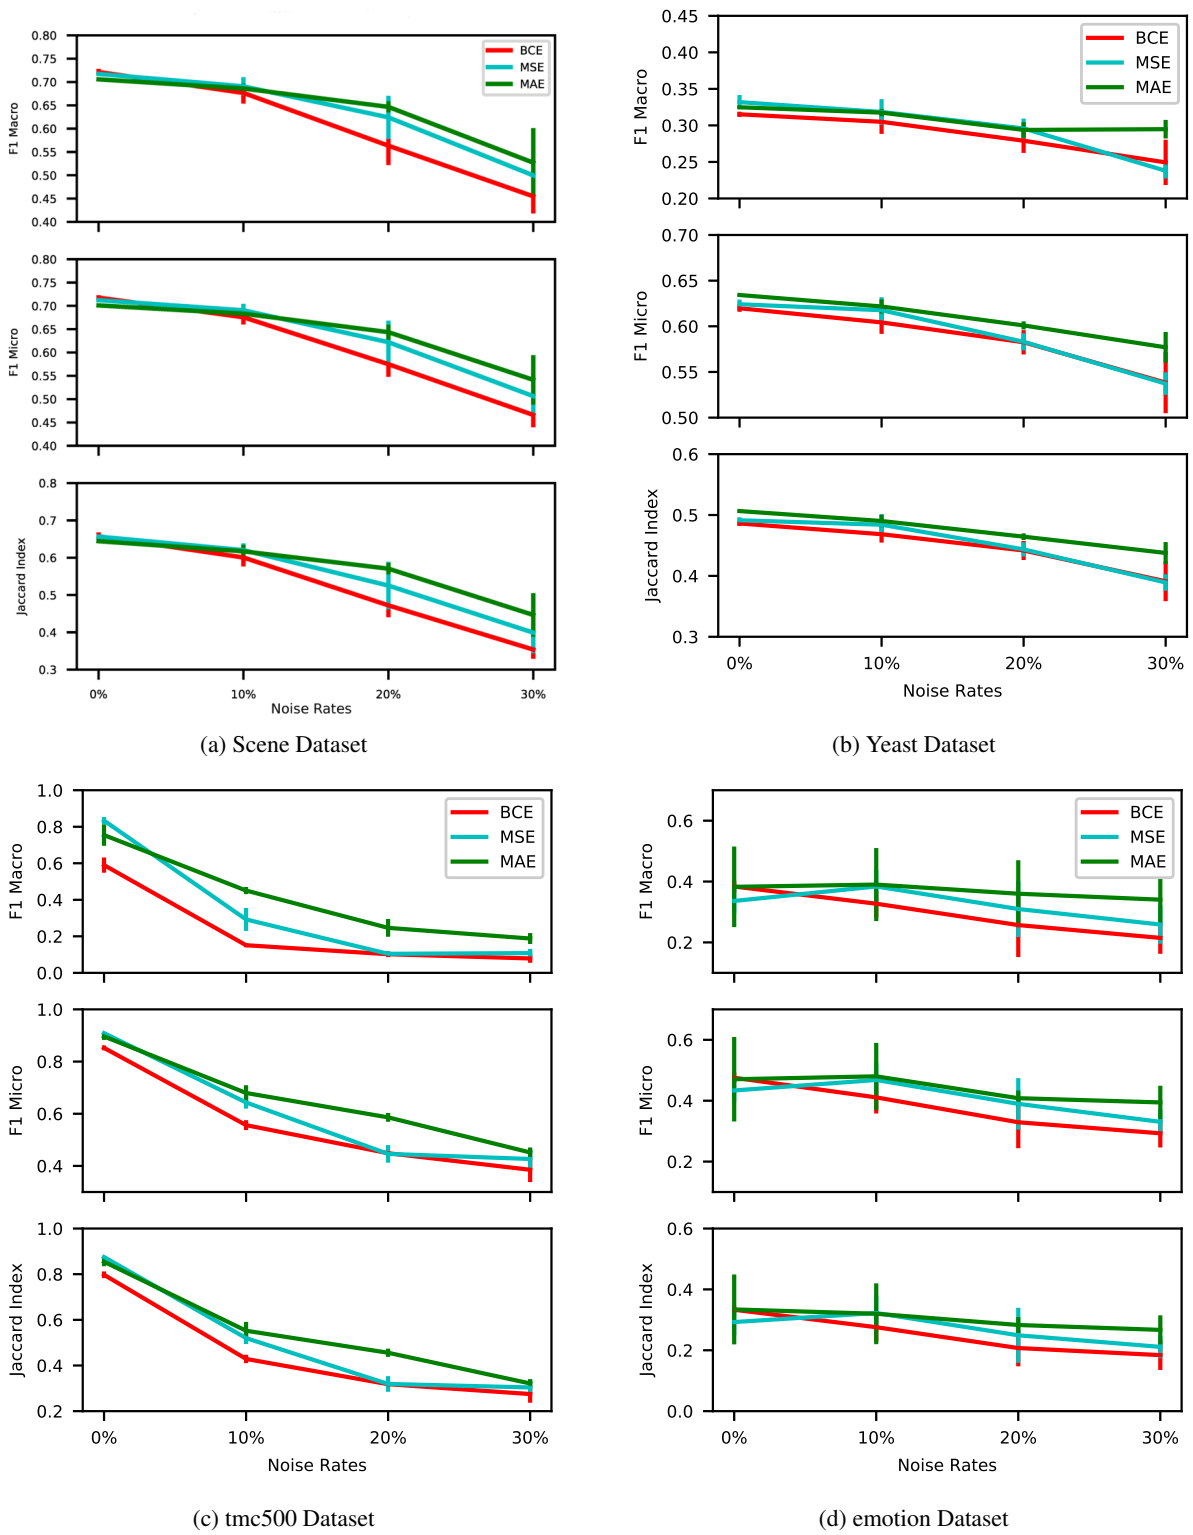 0.80
0.75
0.70
0.65
0.60
0.55
0.50
0.45
0.40
F1 Macro
BCE
MSE
MAE
0.80
0.75
0.70
0.65
0.60
0.55
0.50
0.45
0.40
F1 Micro
0.8
0.7
0.6
0.5
0.4
0.3
Jaccard Index
0% 10% 20% 30%
Noise Rates
(a) Scene Dataset
0.45
0.40
0.35
0.30
0.25
0.20
F1 Macro
BCE
MSE
MAE
0.70
0.65
0.60
0.55
0.50
F1 Micro
0.6
0.5
0.4
0.3
Jaccard Index
0% 10% 20% 30%
Noise Rates
(b) Yeast Dataset
1.0
0.8
0.6
0.4
0.2
0.0
F1 Macro
BCE
MSE
MAE
1.0
0.8
0.6
0.4
F1 Micro
1.0
0.8
0.6
0.4
0.2
Jaccard Index
0% 10% 20% 30%
Noise Rates
(c) tmc500 Dataset
0.6
0.4
0.2
F1 Macro
BCE
MSE
MAE
0.6
0.4
0.2
F1 Micro
0.6
0.4
0.2
0.0
Jaccard Index
0% 10% 20% 30%
Noise Rates
(d) emotion Dataset